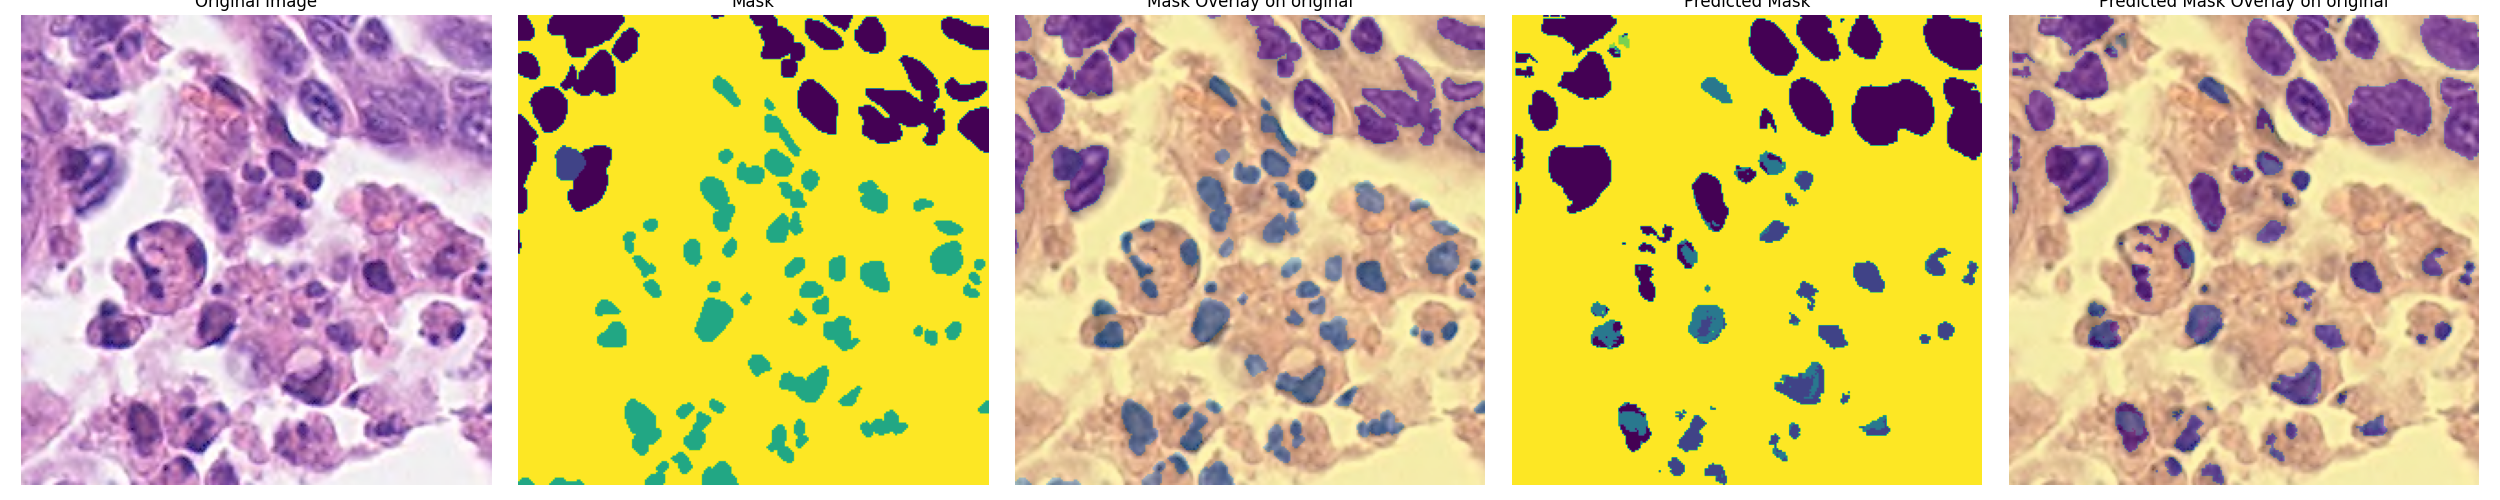 Original Image
Mask
Mask Overlay on original
Predicted Mask
Predicted Mask Overlay on original